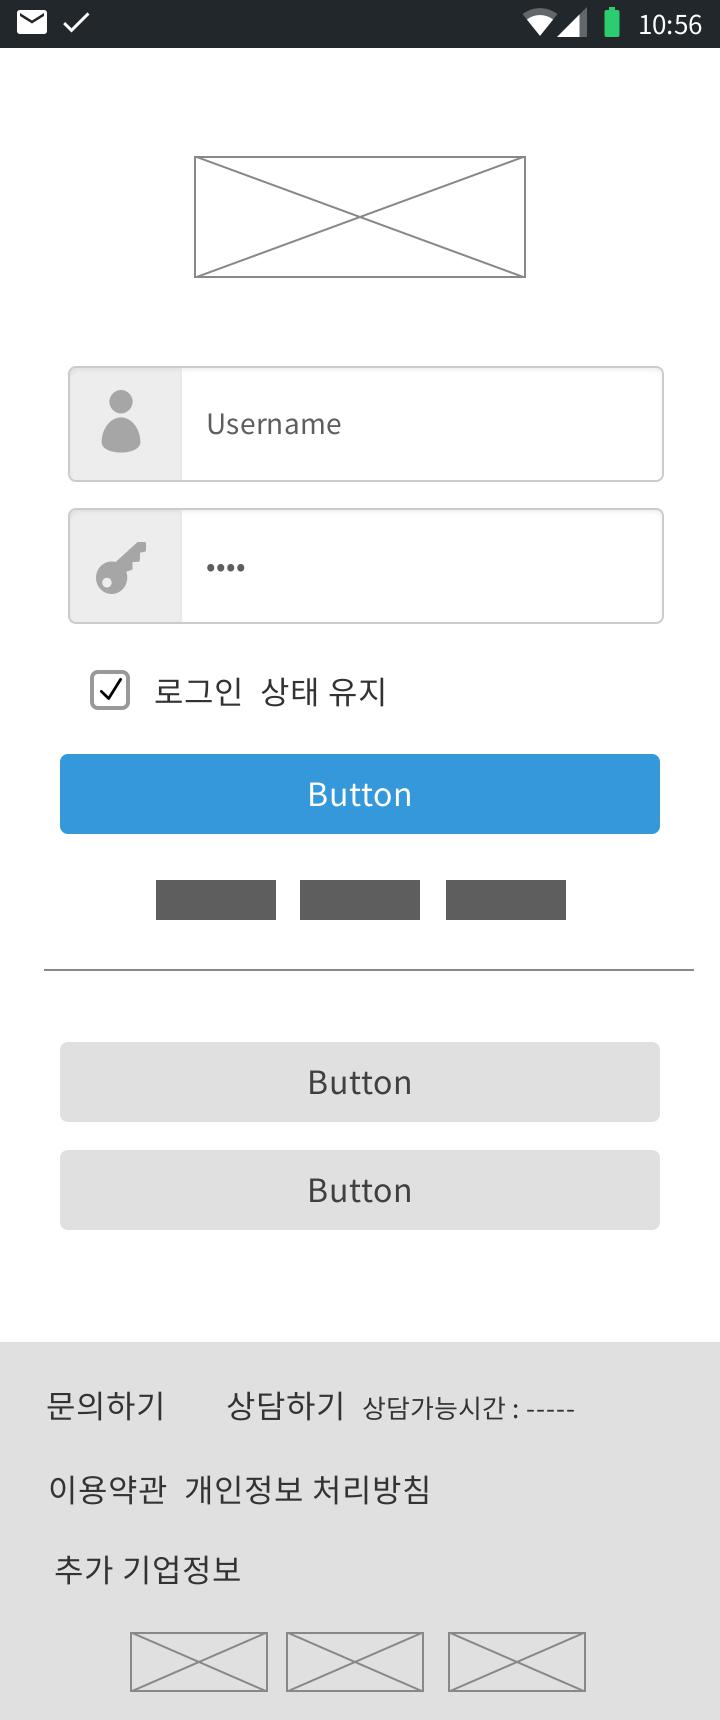 10:56
Username
••••
로그인 상태 유지
Button
Button
Button
문의하기 상담하기 상담가능시간 : -----
이용약관 개인정보 처리방침
추가 기업정보